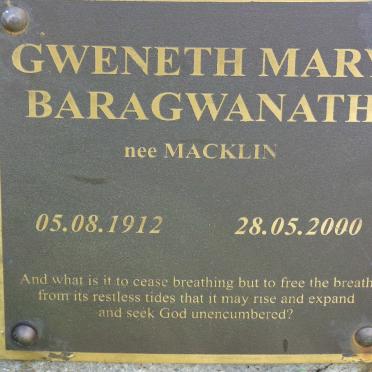 GWENETH MARY
BARAGWANATH
nee MACKLIN
05.08.1912 28.05.2000
And what is it to cease breathing but to free the breath
from its restless tides that it may rise and expand
and seek God unencumbered?